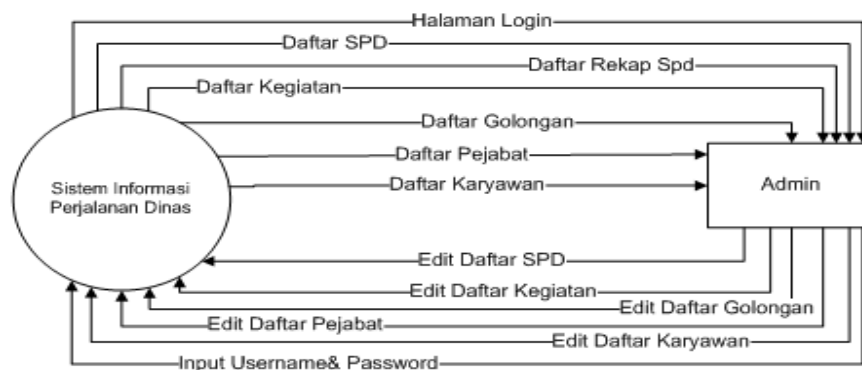 Halaman Login
Daftar SPD
Daftar Rekap Spd
Daftar Kegiatan
Daftar Golongan
Daftar Pejabat
Daftar Karyawan
Sistem Informasi
Perjalanan Dinas
Admin
Edit Daftar SPD
Edit Daftar Kegiatan
Edit Daftar Golongan
Edit Daftar Pejabat
Edit Daftar Karyawan
Input Username& Password